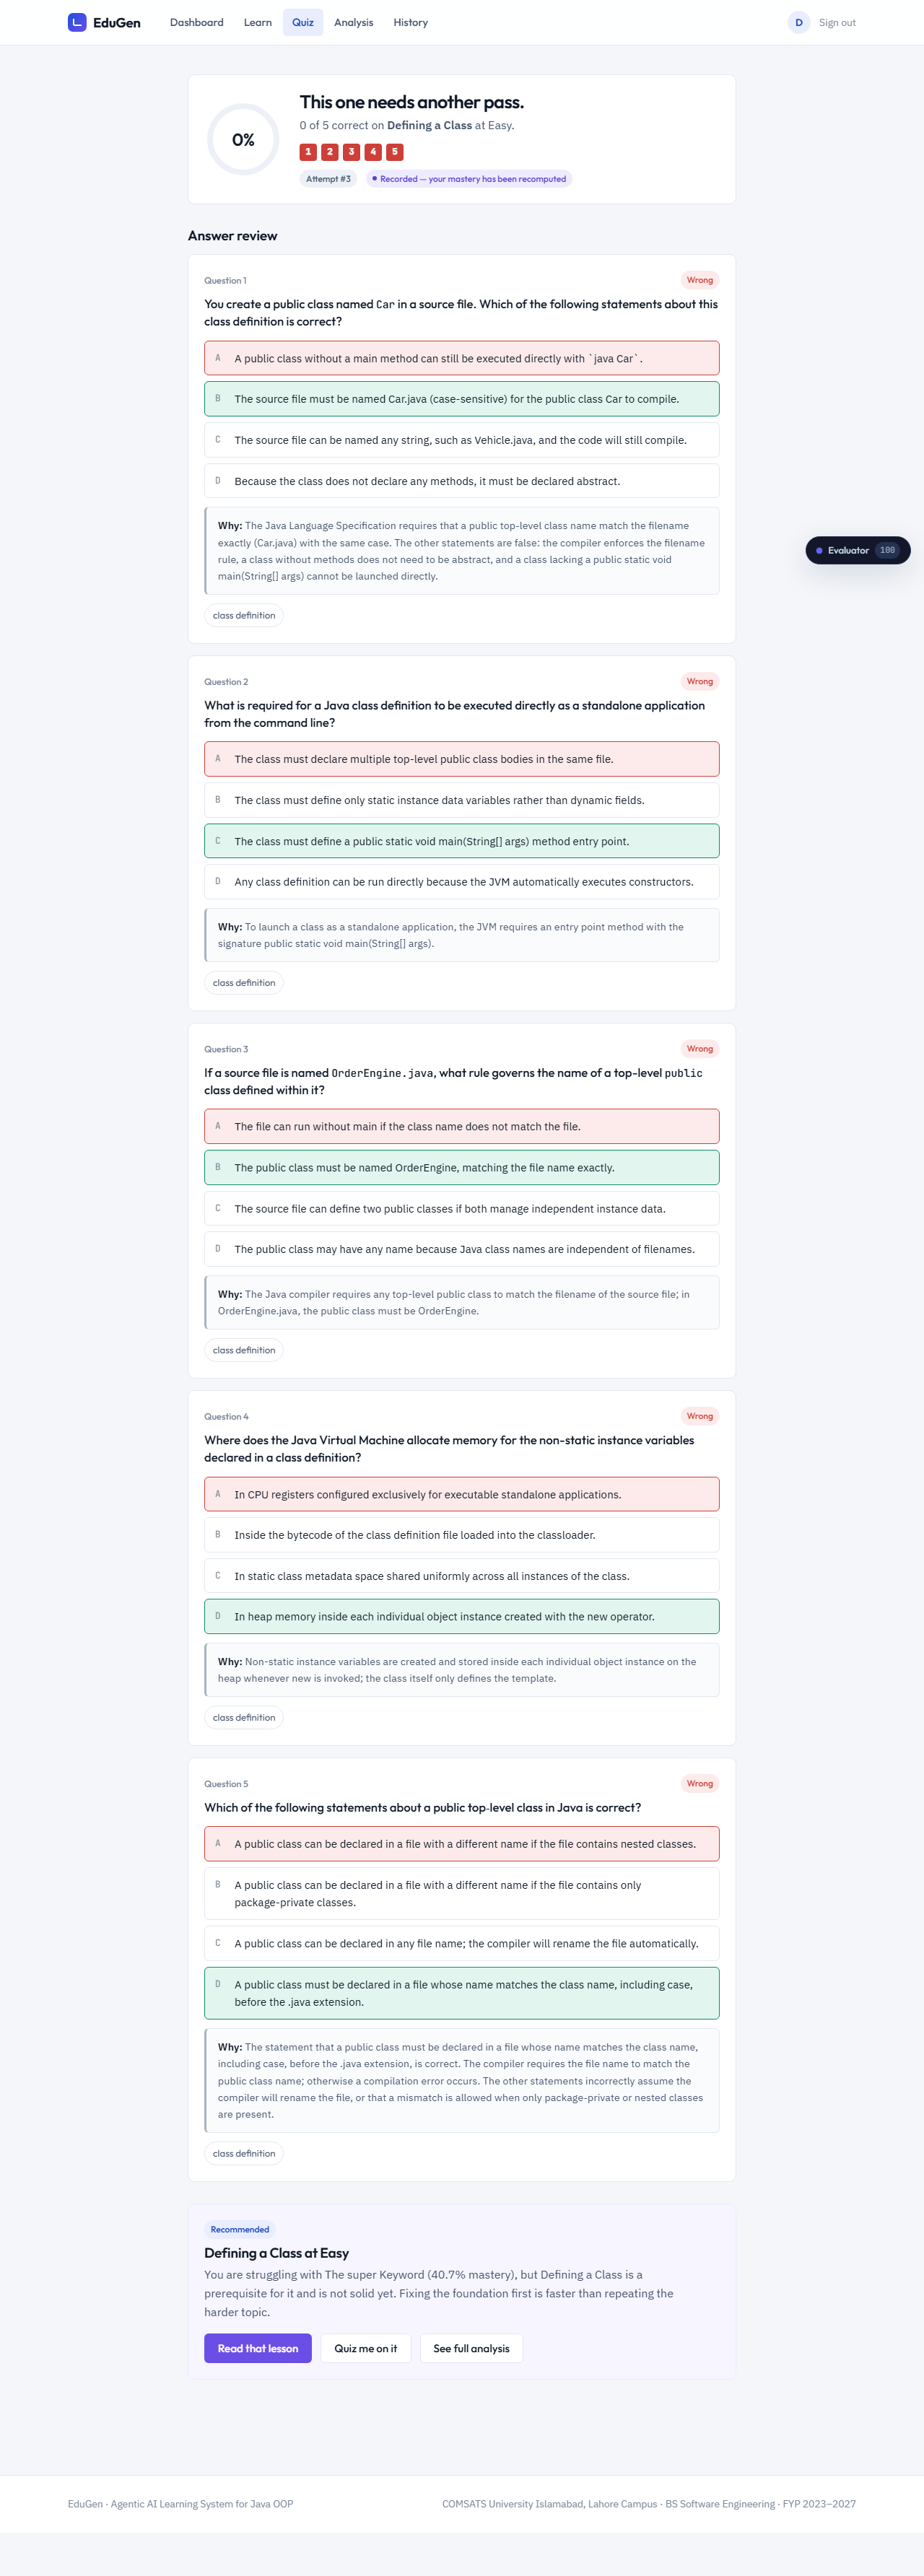 EduGen Dashboard Learn Quiz Analysis History D Sign out
0%
This one needs another pass.
0 of 5 correct on Defining a Class at Easy.
1 2 3 4 5
Attempt #3 Recorded — your mastery has been recomputed
Answer review
Question 1 Wrong
You create a public class named Car in a source file. Which of the following statements about this
class definition is correct?
A A public class without a main method can still be executed directly with `java Car`.
B The source file must be named Car.java (case-sensitive) for the public class Car to compile.
C The source file can be named any string, such as Vehicle.java, and the code will still compile.
D Because the class does not declare any methods, it must be declared abstract.
Why: The Java Language Specification requires that a public top-level class name match the filename
exactly (Car.java) with the same case. The other statements are false: the compiler enforces the filename
rule, a class without methods does not need to be abstract, and a class lacking a public static void
main(String[] args) cannot be launched directly.
Evaluator 100
class definition
Question 2 Wrong
What is required for a Java class definition to be executed directly as a standalone application
from the command line?
A The class must declare multiple top-level public class bodies in the same file.
B The class must define only static instance data variables rather than dynamic fields.
C The class must define a public static void main(String[] args) method entry point.
D Any class definition can be run directly because the JVM automatically executes constructors.
Why: To launch a class as a standalone application, the JVM requires an entry point method with the
signature public static void main(String[] args).
class definition
Question 3 Wrong
If a source file is named OrderEngine.java, what rule governs the name of a top-level public
class defined within it?
A The file can run without main if the class name does not match the file.
B The public class must be named OrderEngine, matching the file name exactly.
C The source file can define two public classes if both manage independent instance data.
D The public class may have any name because Java class names are independent of filenames.
Why: The Java compiler requires any top-level public class to match the filename of the source file; in
OrderEngine.java, the public class must be OrderEngine.
class definition
Question 4 Wrong
Where does the Java Virtual Machine allocate memory for the non-static instance variables
declared in a class definition?
A In CPU registers configured exclusively for executable standalone applications.
B Inside the bytecode of the class definition file loaded into the classloader.
C In static class metadata space shared uniformly across all instances of the class.
D In heap memory inside each individual object instance created with the new operator.
Why: Non-static instance variables are created and stored inside each individual object instance on the
heap whenever new is invoked; the class itself only defines the template.
class definition
Question 5 Wrong
Which of the following statements about a public top-level class in Java is correct?
A A public class can be declared in a file with a different name if the file contains nested classes.
B A public class can be declared in a file with a different name if the file contains only
package-private classes.
C A public class can be declared in any file name; the compiler will rename the file automatically.
D A public class must be declared in a file whose name matches the class name, including case,
before the .java extension.
Why: The statement that a public class must be declared in a file whose name matches the class name,
including case, before the .java extension, is correct. The compiler requires the file name to match the
public class name; otherwise a compilation error occurs. The other statements incorrectly assume the
compiler will rename the file, or that a mismatch is allowed when only package-private or nested classes
are present.
class definition
Recommended
Defining a Class at Easy
You are struggling with The super Keyword (40.7% mastery), but Defining a Class is a
prerequisite for it and is not solid yet. Fixing the foundation first is faster than repeating the
harder topic.
Read that lesson Quiz me on it See full analysis
EduGen · Agentic AI Learning System for Java OOP COMSATS University Islamabad, Lahore Campus · BS Software Engineering · FYP 2023–2027